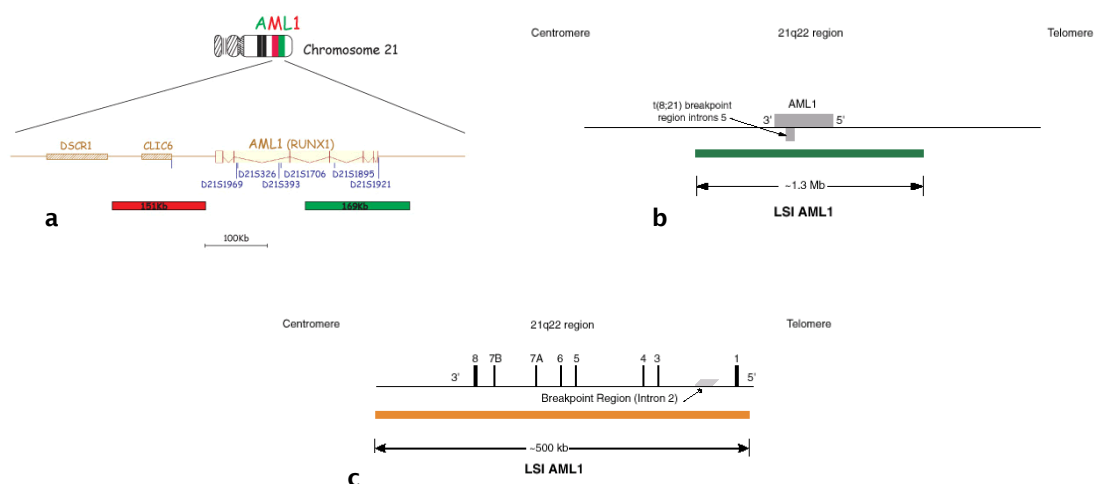 AML1
Chromosome 21
DSCR1
CLIC6
AML1 (RUNX1)
D21S326
D21S1706
D21S1895
D21S1969
D21S393
D21S1921
151Kb
169Kb
100Kb
a
Centromere
21q22 region
Telomere
t(8;21) breakpoint
region introns 5
AML1
3'
5'
~1.3 Mb
LSI AML1
b
Centromere
21q22 region
Telomere
8
7B
7A
6
5
4
3
1
3'
5'
Breakpoint Region (Intron 2)
~500 kb
LSI AML1
c